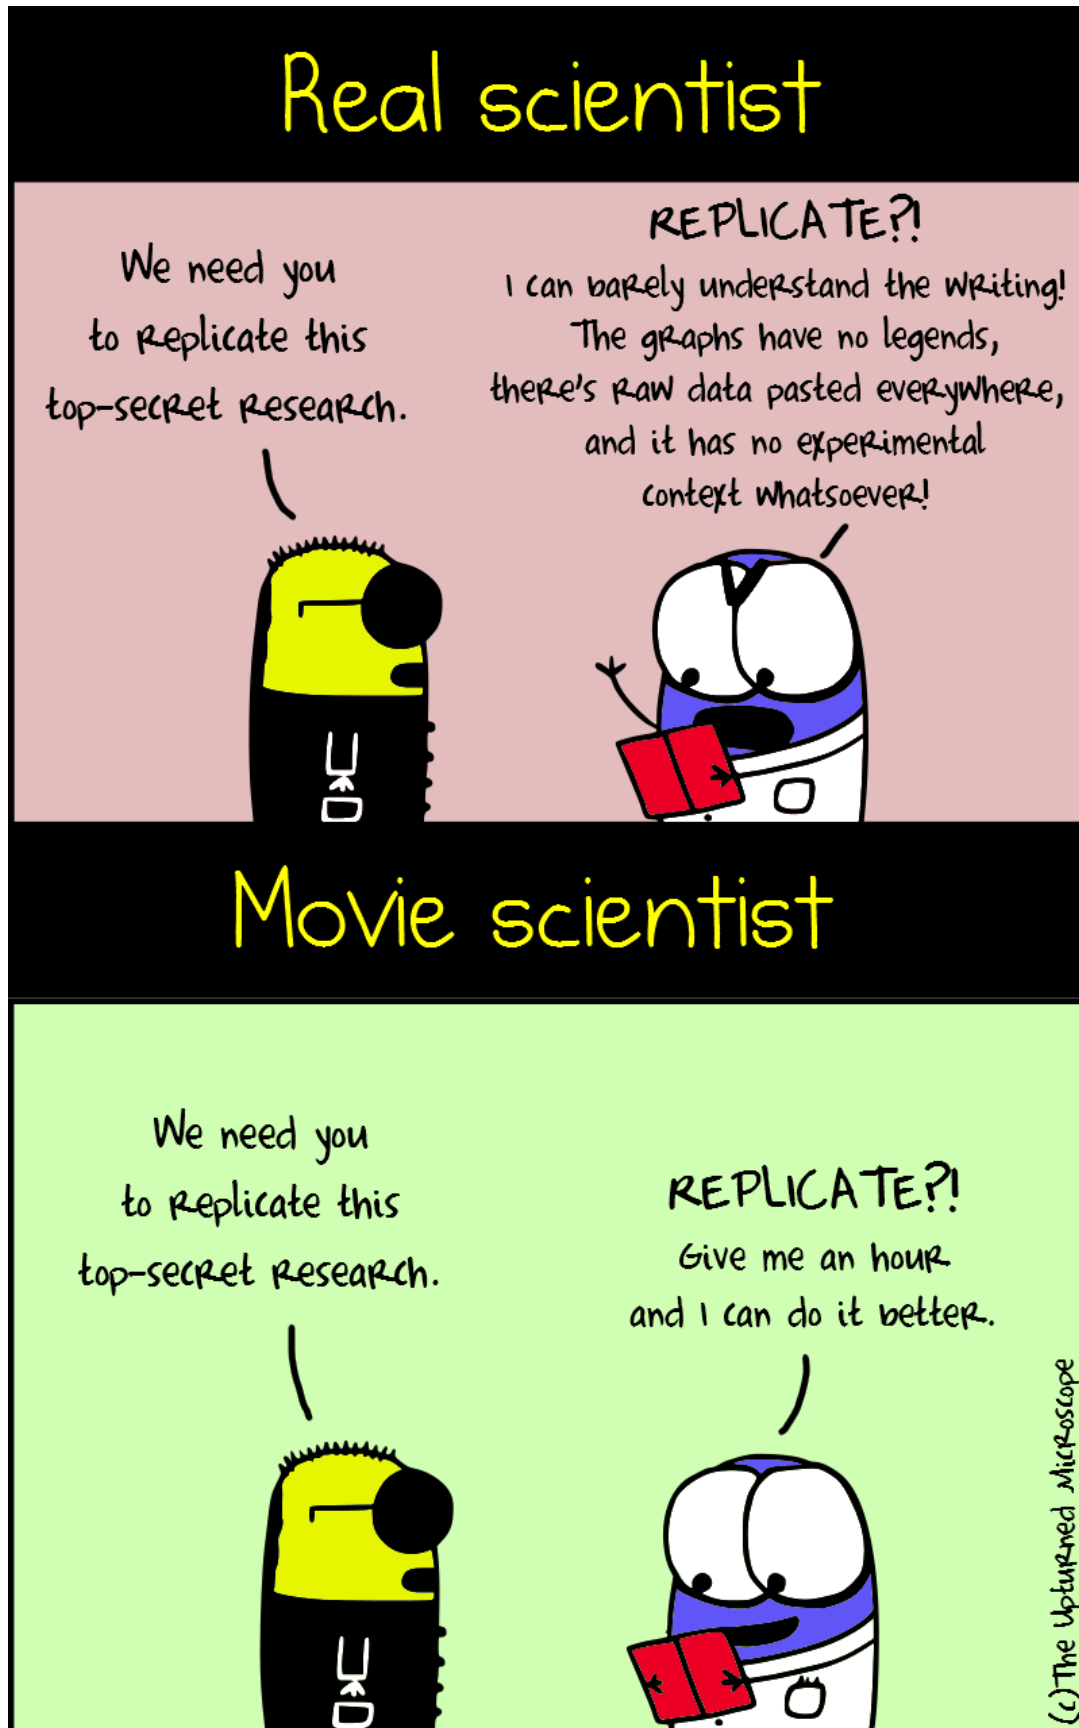 Real scientist
We need you
to replicate this
top-secret research.
REPLICATE?!
I can barely understand the writing!
The graphs have no legends,
there's raw data pasted everywhere,
and it has no experimental
context whatsoever!
Movie scientist
We need you
to replicate this
top-secret research.
REPLICATE?!
Give me an hour
and I can do it better.
(c) The Upturned Microscope